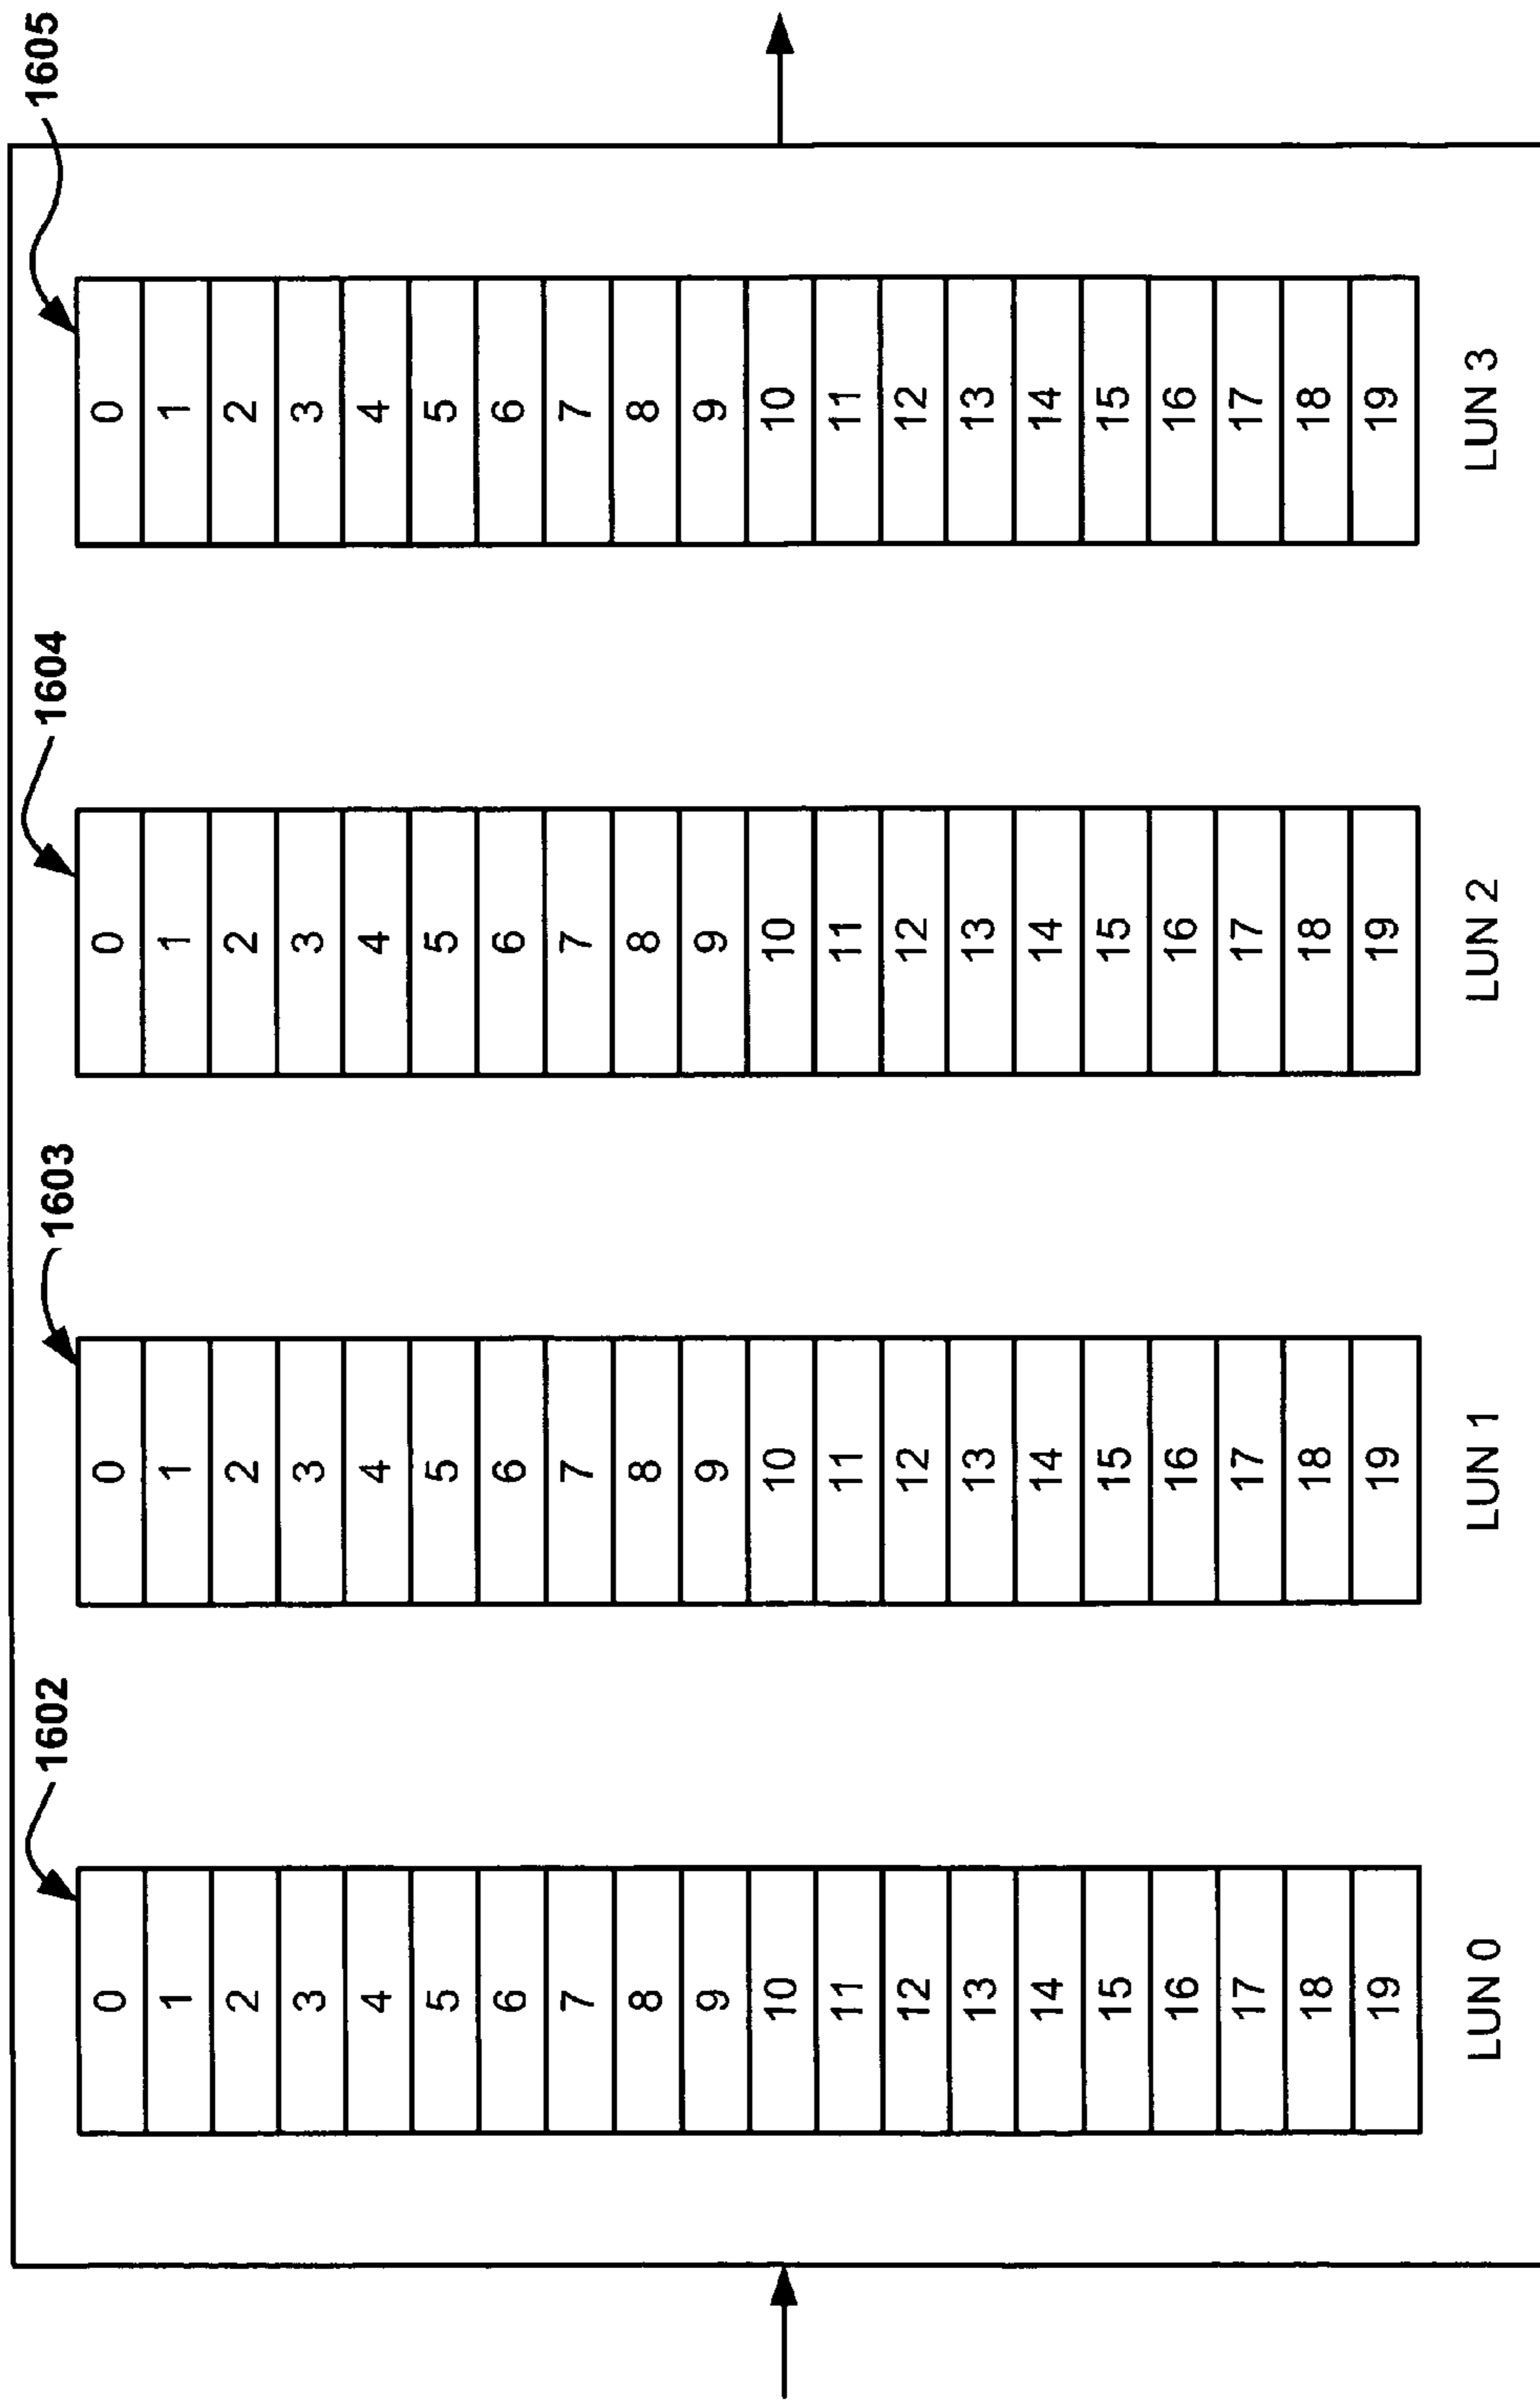 1602 1603 1604 1605
0 0 0 0
1 1 1 1
2 2 2 2
3 3 3 3
4 4 4 4
5 5 5 5
6 6 6 6
7 7 7 7
8 8 8 8
9 9 9 9
10 10 10 10
11 11 11 11
12 12 12 12
13 13 13 13
14 14 14 14
15 15 15 15
16 16 16 16
17 17 17 17
18 18 18 18
19 19 19 19
LUN 0 LUN 1 LUN 2 LUN 3